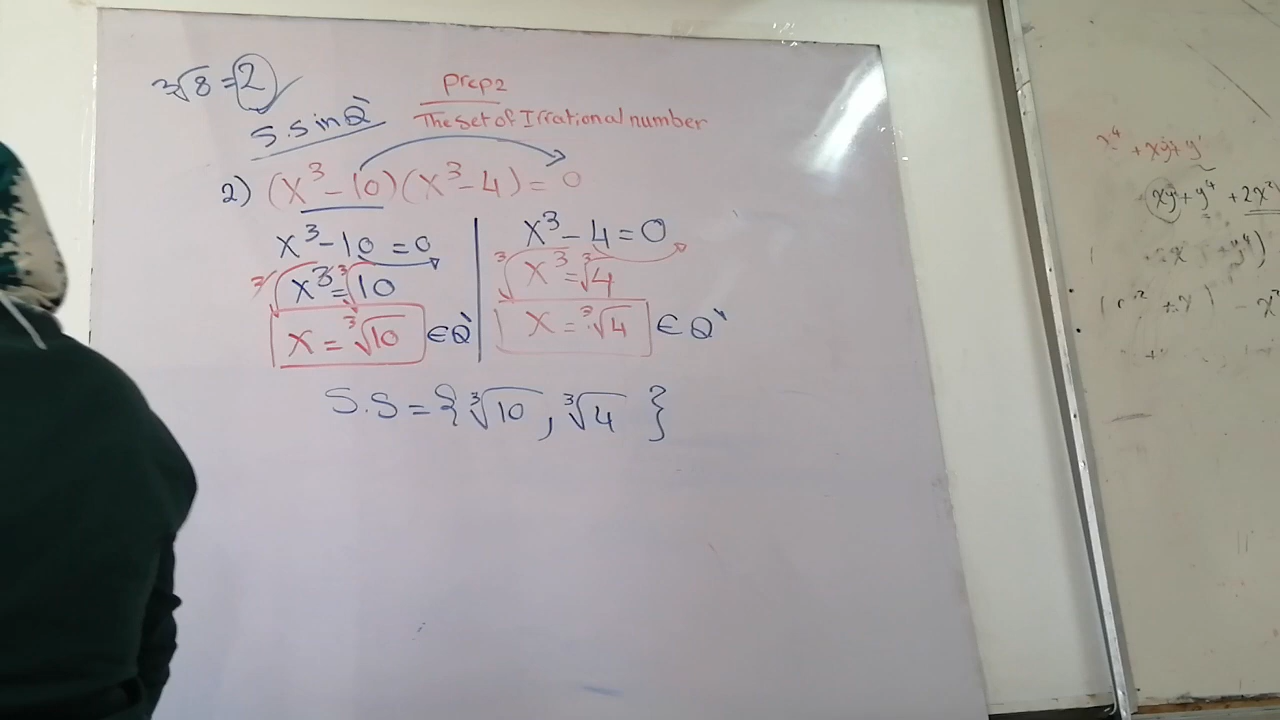 ∛8 = 2
prep2
The set of Irrational number
S.S in Q`
2) (x³ - 10)(x³ - 4) = 0
x³ - 10 = 0
∛x³ = ∛10
x = ∛10 ∈ Q`
x³ - 4 = 0
∛x³ = ∛4
x = ∛4 ∈ Q`
S.S = {∛10 , ∛4 }